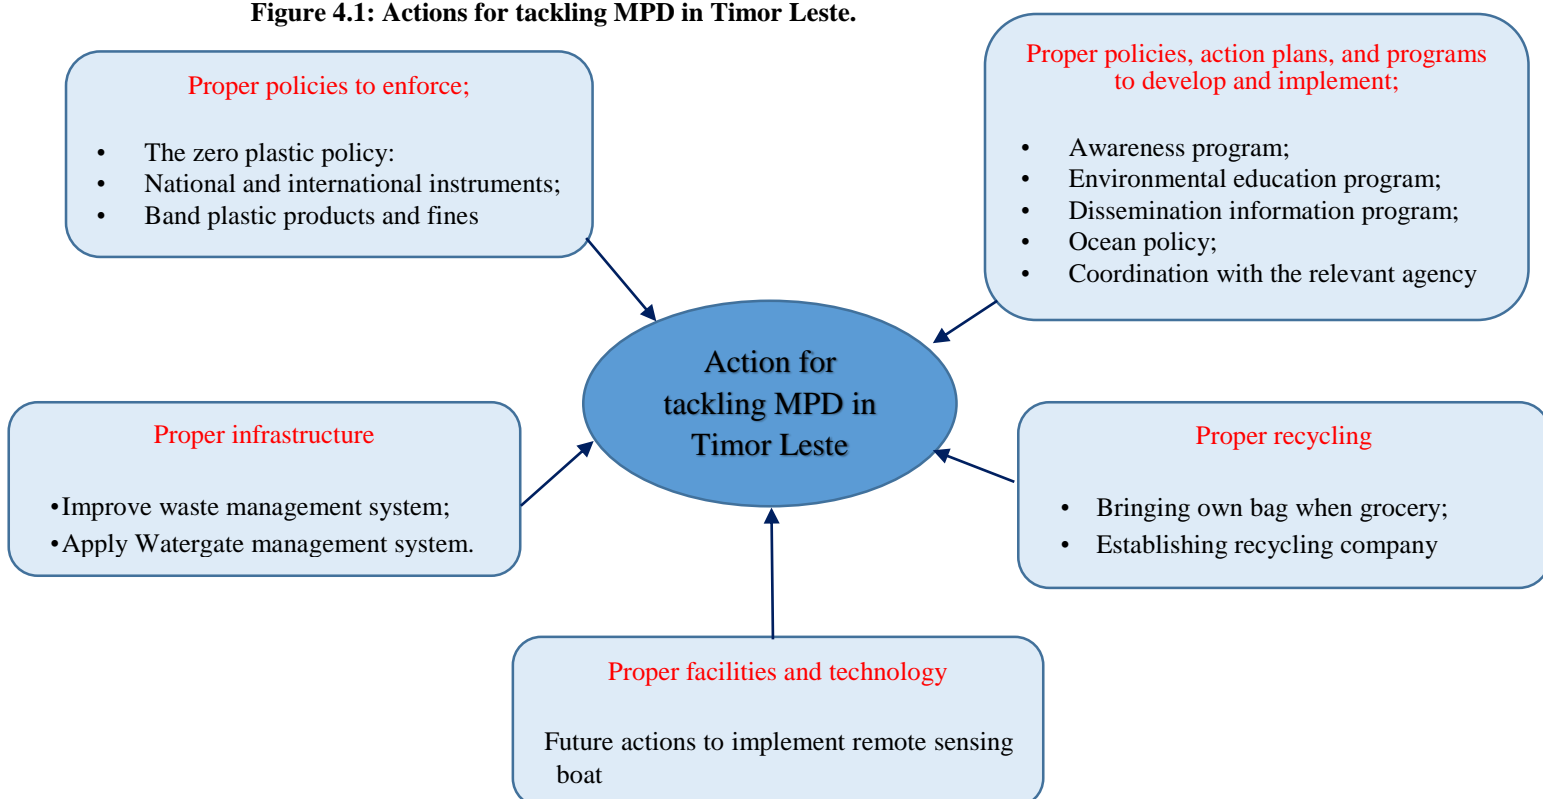 Figure 4.1: Actions for tackling MPD in Timor Leste.
Proper policies to enforce;
• The zero plastic policy:
• National and international instruments;
• Band plastic products and fines
Proper policies, action plans, and programs
to develop and implement;
• Awareness program;
• Environmental education program;
• Dissemination information program;
• Ocean policy;
• Coordination with the relevant agency
Action for
tackling MPD in
Timor Leste
Proper infrastructure
•Improve waste management system;
•Apply Watergate management system.
Proper recycling
• Bringing own bag when grocery;
• Establishing recycling company
Proper facilities and technology
Future actions to implement remote sensing
boat